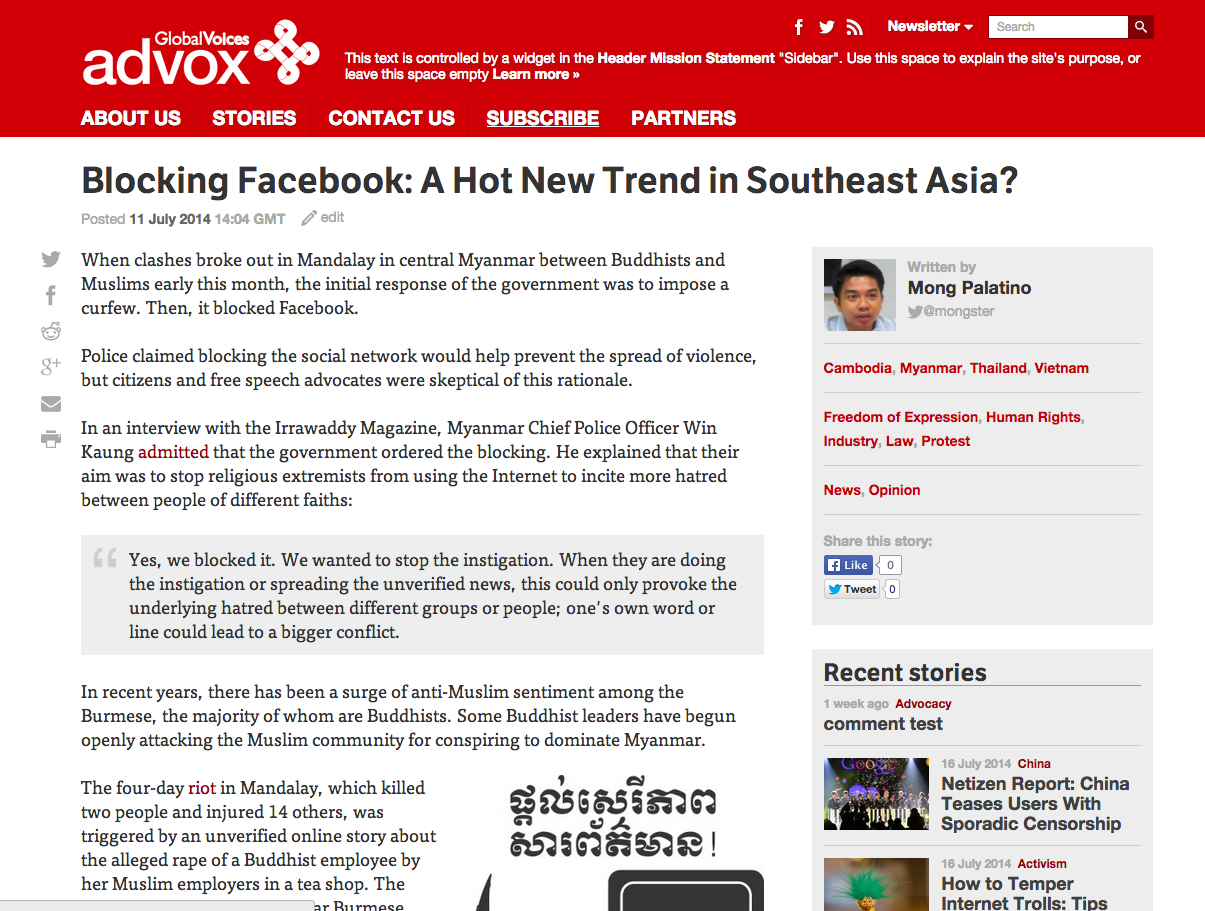 GlobalVoices
advox
Newsletter
Search
This text is controlled by a widget in the Header Mission Statement "Sidebar". Use this space to explain the site's purpose, or
leave this space empty Learn more »
ABOUT US STORIES CONTACT US SUBSCRIBE PARTNERS
Blocking Facebook: A Hot New Trend in Southeast Asia?
Posted 11 July 2014 14:04 GMT edit
When clashes broke out in Mandalay in central Myanmar between Buddhists and
Muslims early this month, the initial response of the government was to impose a
curfew. Then, it blocked Facebook.
Police claimed blocking the social network would help prevent the spread of violence,
but citizens and free speech advocates were skeptical of this rationale.
In an interview with the Irrawaddy Magazine, Myanmar Chief Police Officer Win
Kaung admitted that the government ordered the blocking. He explained that their
aim was to stop religious extremists from using the Internet to incite more hatred
between people of different faiths:
Yes, we blocked it. We wanted to stop the instigation. When they are doing
the instigation or spreading the unverified news, this could only provoke the
underlying hatred between different groups or people; one's own word or
line could lead to a bigger conflict.
In recent years, there has been a surge of anti-Muslim sentiment among the
Burmese, the majority of whom are Buddhists. Some Buddhist leaders have begun
openly attacking the Muslim community for conspiring to dominate Myanmar.
The four-day riot in Mandalay, which killed
two people and injured 14 others, was
triggered by an unverified online story about
the alleged rape of a Buddhist employee by
her Muslim employers in a tea shop. The
Burmese
ផ្តល់សេរីភាព
សារព័ត៌មាន!
Written by
Mong Palatino
@mongster
Cambodia, Myanmar, Thailand, Vietnam
Freedom of Expression, Human Rights,
Industry, Law, Protest
News, Opinion
Share this story:
Like 0
Tweet 0
Recent stories
1 week ago Advocacy
comment test
Google
16 July 2014 China
Netizen Report: China
Teases Users With
Sporadic Censorship
16 July 2014 Activism
How to Temper
Internet Trolls: Tips